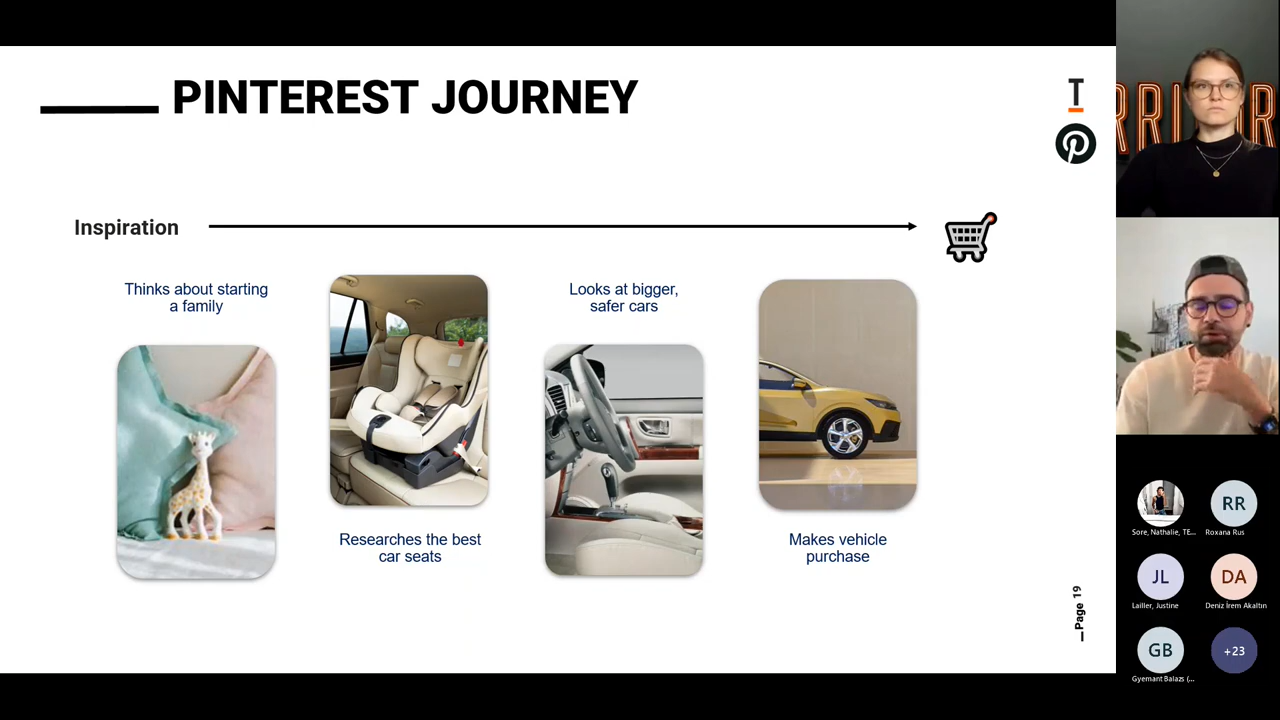 PINTEREST JOURNEY
T
Inspiration
Thinks about starting
a family
Looks at bigger,
safer cars
Researches the best
car seats
Makes vehicle
purchase
Page 19
RRI
Sore, Nathalie, TE...
RR
Roxana Rus
JL
Lailler, Justine
DA
Deniz İrem Akaltın
GB
Gyemant Balazs (...
+23